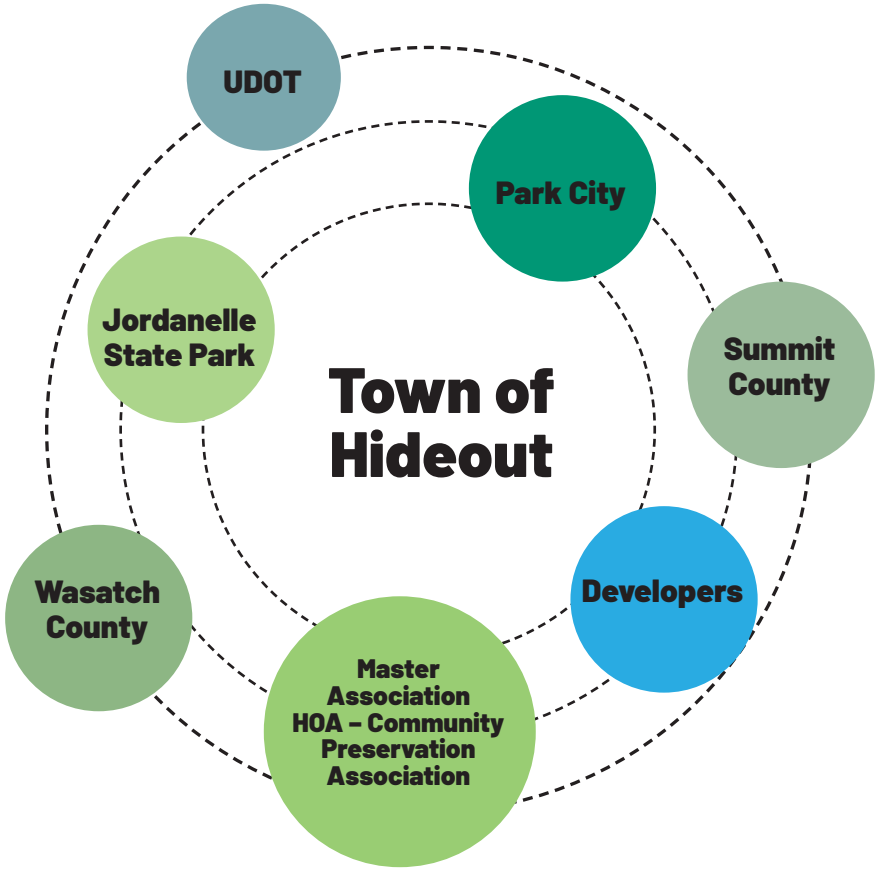 UDOT
Park City
Jordanelle
State Park
Summit
County
Town of
Hideout
Developers
Wasatch
County
Master
Association
HOA – Community
Preservation
Association